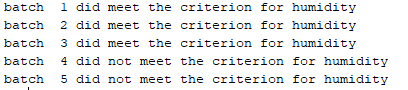 batch  1 did meet the criterion for humidity
batch  2 did meet the criterion for humidity
batch  3 did meet the criterion for humidity
batch  4 did not meet the criterion for humidity
batch  5 did not meet the criterion for humidity